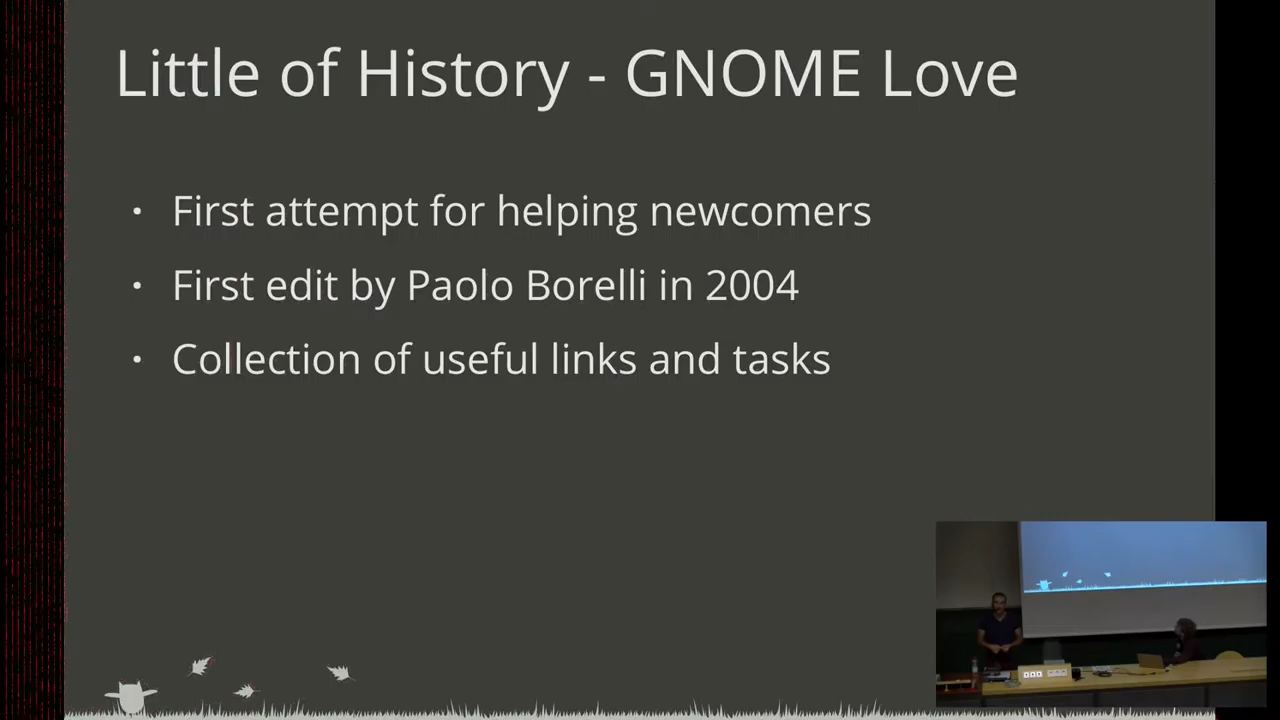 Little of History - GNOME Love
• First attempt for helping newcomers
• First edit by Paolo Borelli in 2004
• Collection of useful links and tasks